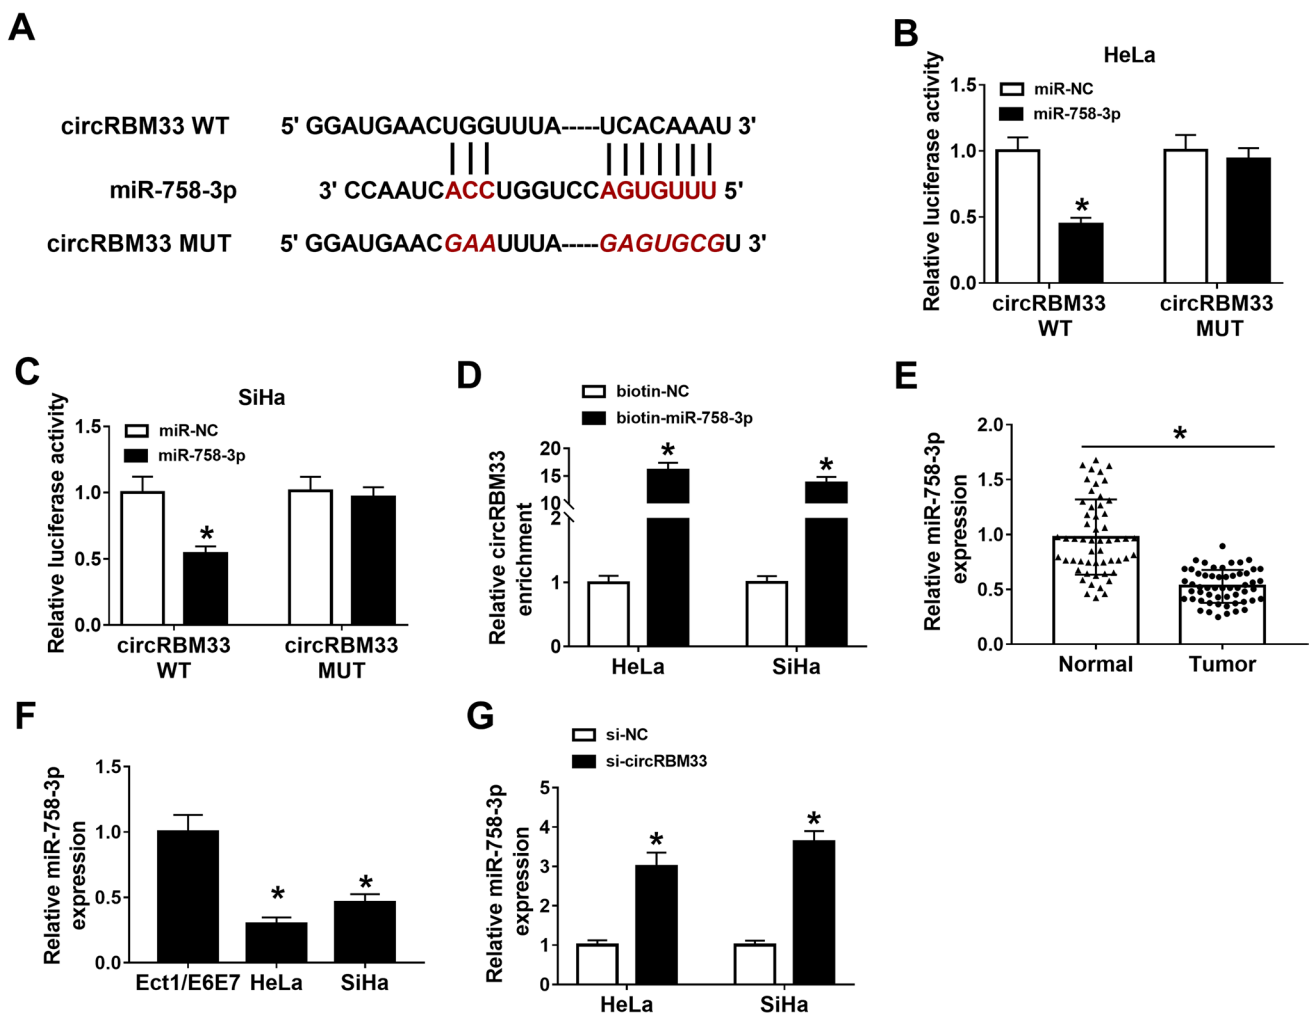 A
circRBM33 WT 5' GGAUGAACUGGUUUA-----UCACAAAU 3'
miR-758-3p 3' CCAAUCACCUGGUCCAGUGUUU 5'
circRBM33 MUT 5' GGAUGAACGAAUUUA-----GAGUGCGU 3'
B
HeLa
Relative luciferase activity
miR-NC
miR-758-3p
1.5
1.0
0.5
0.0
*
circRBM33 circRBM33
WT MUT
C
SiHa
Relative luciferase activity
miR-NC
miR-758-3p
1.5
1.0
0.5
0.0
*
circRBM33 circRBM33
WT MUT
D
biotin-NC
biotin-miR-758-3p
Relative circRBM33
enrichment
20
15
10
2
1
0
* *
HeLa SiHa
E
Relative miR-758-3p
expression
2.0
1.5
1.0
0.5
0.0
*
Normal Tumor
F
Relative miR-758-3p
expression
1.5
1.0
0.5
0.0
* *
Ect1/E6E7 HeLa SiHa
G
si-NC
si-circRBM33
Relative miR-758-3p
expression
5
4
3
2
1
0
* *
HeLa SiHa